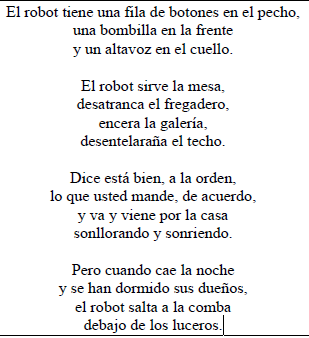 El robot tiene una fila de botones en el pecho,
una bombilla en la frente
y un altavoz en el cuello.
El robot sirve la mesa,
desatranca el fregadero,
encera la galería,
desentelaraña el techo.
Dice está bien, a la orden,
lo que usted mande, de acuerdo,
y va y viene por la casa
sonllorando y sonriendo.
Pero cuando cae la noche
y se han dormido sus dueños,
el robot salta a la comba
debajo de los luceros.